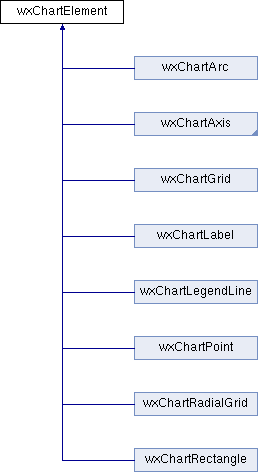 wxChartElement
wxChartArc
wxChartAxis
wxChartGrid
wxChartLabel
wxChartLegendLine
wxChartPoint
wxChartRadialGrid
wxChartRectangle